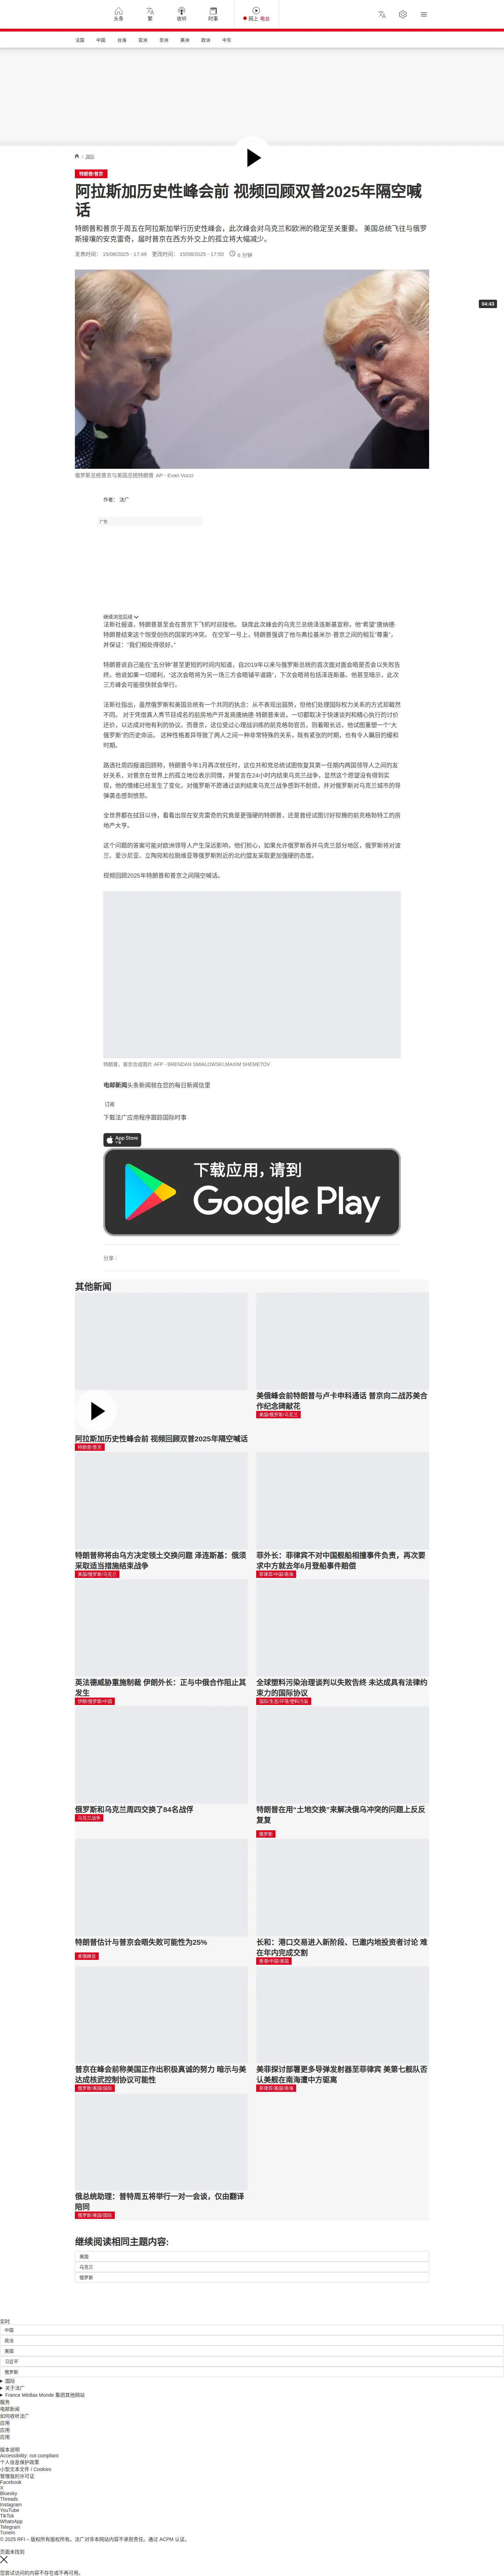 头条
繁
收听
时事
网上 电台
法国
中国
台海
亚洲
非洲
美洲
欧洲
中东
/ 国际
特朗普/普京
阿拉斯加历史性峰会前 视频回顾双普2025年隔空喊
话
特朗普和普京于周五在阿拉斯加举行历史性峰会，此次峰会对乌克兰和欧洲的稳定至关重要。 美国总统飞往与俄罗
斯接壤的安克雷奇，届时普京在西方外交上的孤立将大幅减少。
发表时间： 15/08/2025 - 17:49 更改时间： 15/08/2025 - 17:50 6 分钟
04:43
俄罗斯总统普京与美国总统特朗普 AP - Evan Vucci
作者： 法广
广告
继续浏览后续
法新社报道，特朗普甚至会在普京下飞机时迎接他。 缺席此次峰会的乌克兰总统泽连斯基宣称，他“希望”唐纳德·
特朗普结束这个饱受创伤的国家的冲突。 在空军一号上，特朗普强调了他与弗拉基米尔·普京之间的相互“尊重”，
并保证：“我们相处得很好。”
特朗普说自己能在“五分钟”甚至更短的时间内知道，自2019年以来与俄罗斯总统的首次面对面会晤是否会以失败告
终。他说如果一切顺利，“这次会晤将为另一场三方会晤铺平道路”，下次会晤将包括泽连斯基。他甚至暗示，此次
三方峰会可能很快就会举行。
法新社指出，虽然俄罗斯和美国总统有一个共同的执念：从不表现出弱势，但他们处理国际权力关系的方式却截然
不同。 对于凭借真人秀节目成名的前房地产开发商唐纳德·特朗普来说，一切都取决于快速谈判和精心执行的讨价
还价，以达成对他有利的协议。而普京，这位受过心理战训练的前克格勃官员，则着眼长远，他试图重塑一个“大
俄罗斯”的历史命运。 这种性格差异导致了两人之间一种非常特殊的关系，既有紧张的时期，也有令人瞩目的缓和
时期。
路透社周四报道回顾称，特朗普今年1月再次就任时，这位共和党总统试图恢复其第一任期内两国领导人之间的友
好关系，对普京在世界上的孤立地位表示同情，并誓言在24小时内结束乌克兰战争，显然这个愿望没有得到实
现，他的情绪已经发生了变化，对俄罗斯不愿通过谈判结束乌克兰战争感到不耐烦，并对俄罗斯对乌克兰城市的导
弹袭击感到愤怒。
全世界都在拭目以待，看看出现在安克雷奇的究竟是更强硬的特朗普，还是曾经试图讨好狡猾的前克格勃特工的房
地产大亨。
这个问题的答案可能对欧洲领导人产生深远影响，他们担心，如果允许俄罗斯吞并乌克兰部分地区，俄罗斯将对波
兰、爱沙尼亚、立陶宛和拉脱维亚等俄罗斯附近的北约盟友采取更加强硬的态度。
视频回顾2025年特朗普和普京之间隔空喊话。
特朗普，普京合成图片 AFP - BRENDAN SMIALOWSKI,MAXIM SHEMETOV
电邮新闻头条新闻就在您的每日新闻信里
订阅
下载法广应用程序跟踪国际时事
App Store
下载
下载应用，请到
Google Play
分享 :
其他新闻
阿拉斯加历史性峰会前 视频回顾双普2025年隔空喊话
特朗普/普京
美俄峰会前特朗普与卢卡申科通话 普京向二战苏美合
作纪念碑献花
美国/俄罗斯/乌克兰
特朗普称将由乌方决定领土交换问题 泽连斯基：俄须
采取适当措施结束战争
美国/俄罗斯/乌克兰
菲外长：菲律宾不对中国舰船相撞事件负责，再次要
求中方就去年6月登船事件赔偿
菲律宾/中国/南海
英法德威胁重施制裁 伊朗外长：正与中俄合作阻止其
发生
伊朗/俄罗斯/中国
全球塑料污染治理谈判以失败告终 未达成具有法律约
束力的国际协议
国际/生态/环境/塑料污染
俄罗斯和乌克兰周四交换了84名战俘
乌克兰战争
特朗普在用“土地交换”来解决俄乌冲突的问题上反反
复复
俄罗斯
特朗普估计与普京会晤失败可能性为25%
美俄峰会
长和：港口交易进入新阶段、已邀内地投资者讨论 难
在年内完成交割
香港/中国/美国
普京在峰会前称美国正作出积极真诚的努力 暗示与美
达成核武控制协议可能性
俄罗斯/美国/国际
美菲探讨部署更多导弹发射器至菲律宾 美第七舰队否
认美舰在南海遭中方驱离
菲律宾/美国/南海
俄总统助理：普特周五将举行一对一会谈，仅由翻译
陪同
俄罗斯/美国/国际
继续阅读相同主题内容:
美国
乌克兰
俄罗斯
实时
中国
政治
美国
习近平
俄罗斯
国际
关于法广
France Médias Monde 集团其他网站
服务
电邮新闻
如何收听法广
应用
应用
应用
版本说明
Accessibility: not compliant
个人信息保护政策
小型文本文件 / Cookies
管理我的许可证
Facebook
X
Bluesky
Threads
Instagram
YouTube
TikTok
WhatsApp
Telegram
TuneIn
© 2025 RFI – 版权所有版权所有。法广对非本网站内容不承担责任。通过 ACPM 认证。
页面未找到
您尝试访问的内容不存在或不再可用。